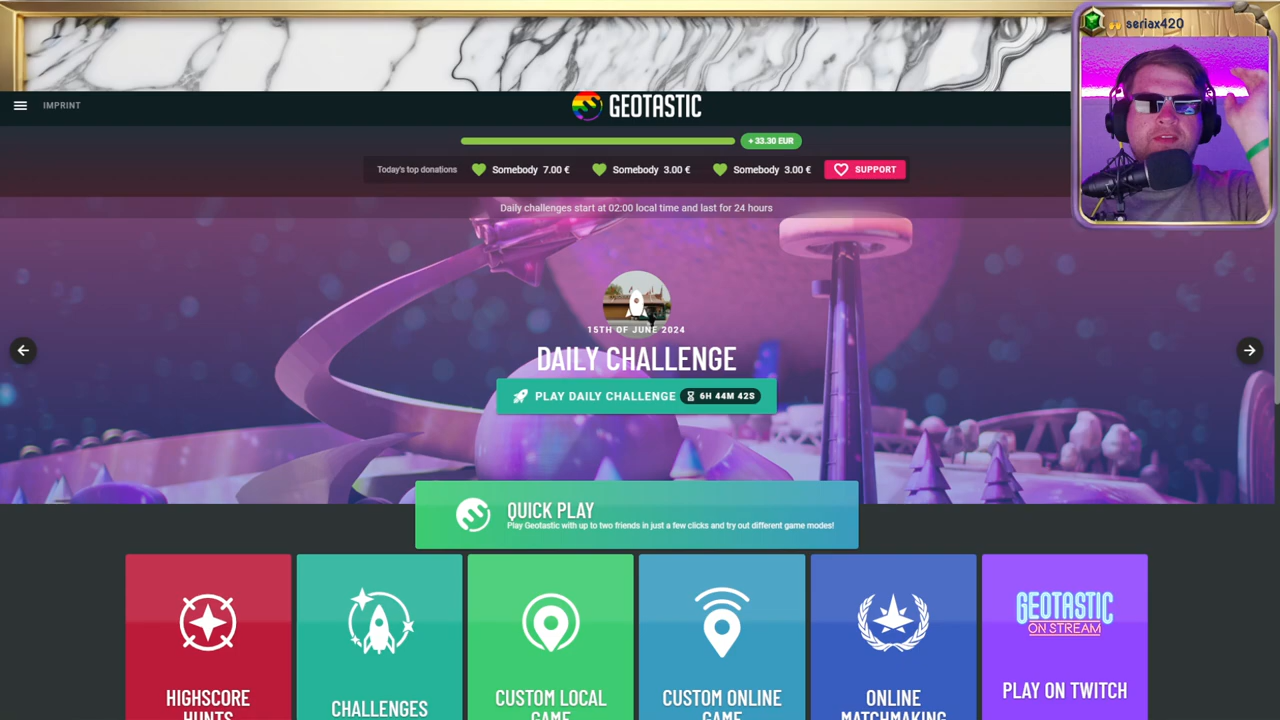 seriax420
IMPRINT
GEOTASTIC
+ 33.30 EUR
Today's top donations Somebody 7.00 € Somebody 3.00 € Somebody 3.00 € SUPPORT
Daily challenges start at 02:00 local time and last for 24 hours
15TH OF JUNE 2024
DAILY CHALLENGE
PLAY DAILY CHALLENGE 6H 44M 42S
QUICK PLAY
Play Geotastic with up to two friends in just a few clicks and try out different game modes!
HIGHSCORE
HUNTS
CHALLENGES
CUSTOM LOCAL
GAME
CUSTOM ONLINE
GAME
ONLINE
MATCHMAKING
GEOTASTIC
ON STREAM
PLAY ON TWITCH